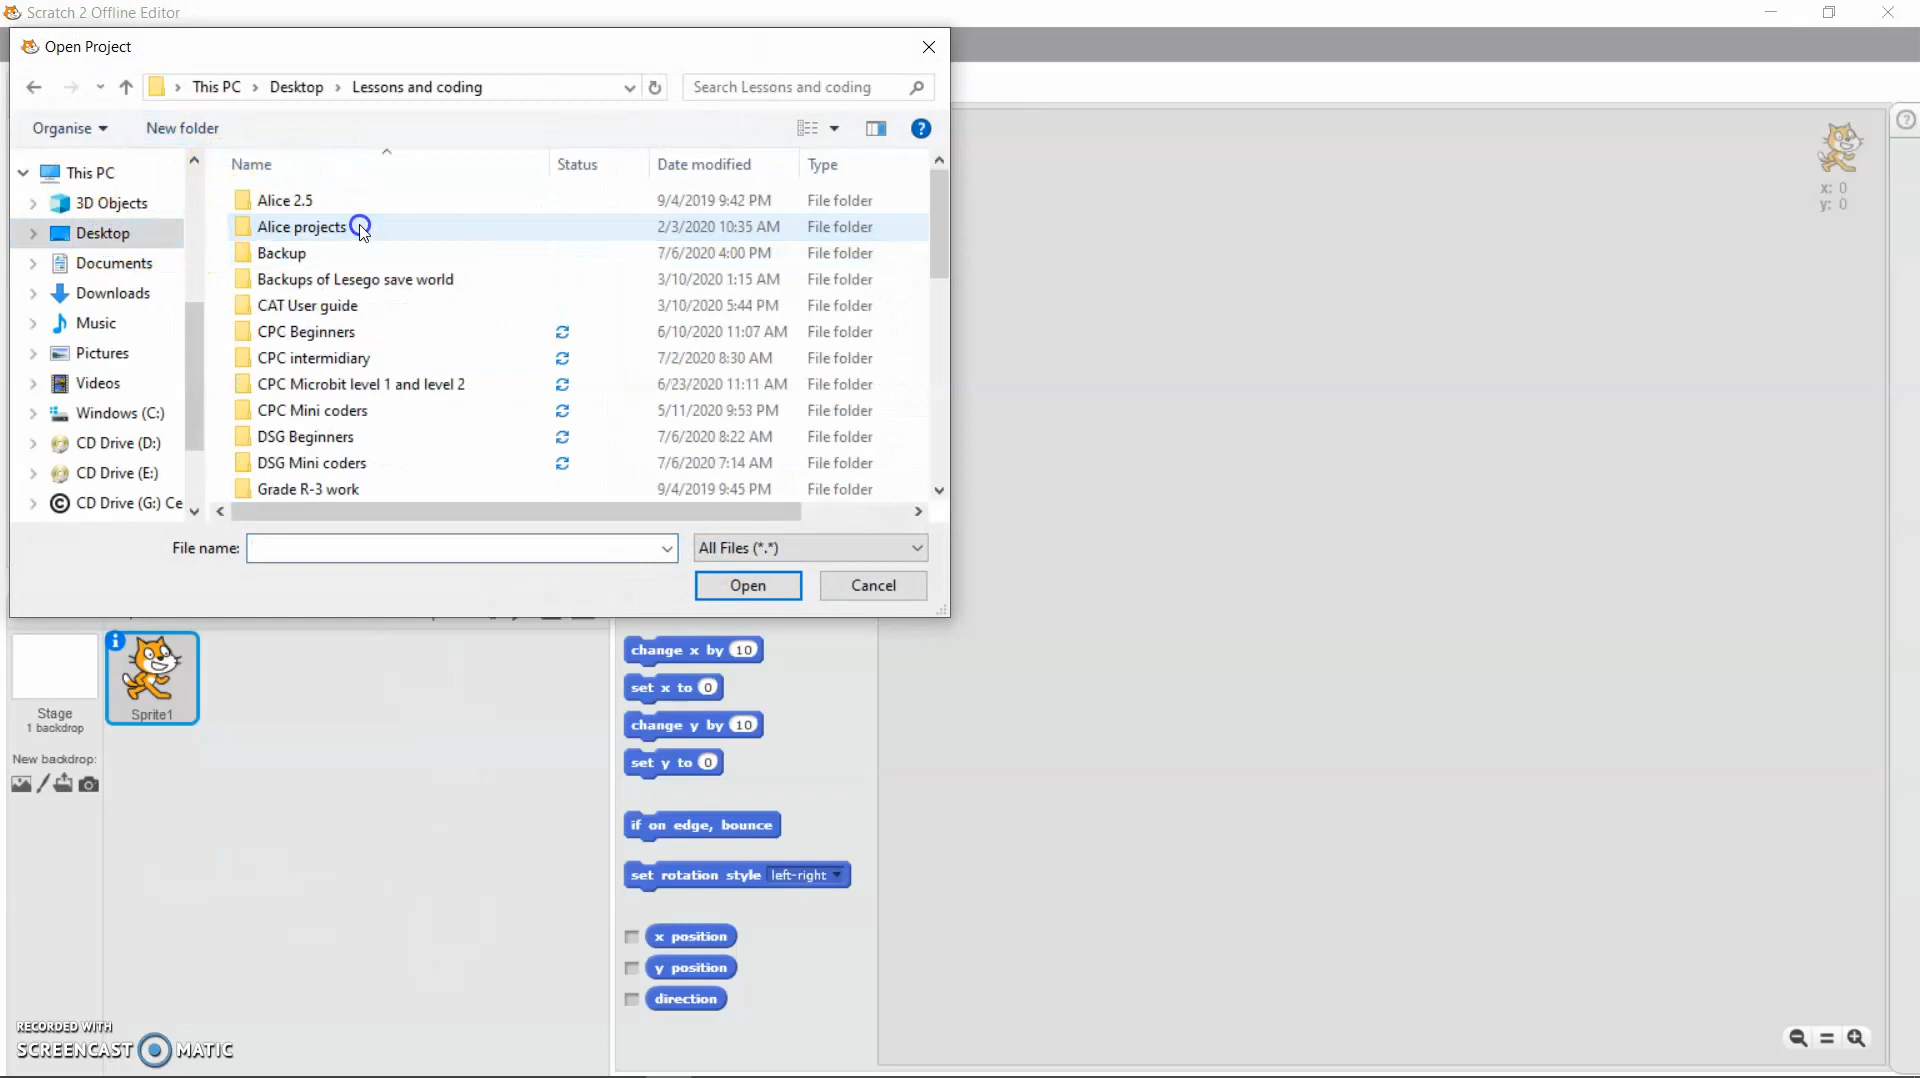 Scratch 2 Offline Editor
Open Project
This PC > Desktop > Lessons and coding
Search Lessons and coding
Organise
New folder
Name Status Date modified Type
This PC
3D Objects
Desktop
Documents
Downloads
Music
Pictures
Videos
Windows (C:)
CD Drive (D:)
CD Drive (E:)
CD Drive (G:) Ce
Alice 2.5 9/4/2019 9:42 PM File folder
Alice projects 2/3/2020 10:35 AM File folder
Backup 7/6/2020 4:00 PM File folder
Backups of Lesego save world 3/10/2020 1:15 AM File folder
CAT User guide 3/10/2020 5:44 PM File folder
CPC Beginners 6/10/2020 11:07 AM File folder
CPC intermidiary 7/2/2020 8:30 AM File folder
CPC Microbit level 1 and level 2 6/23/2020 11:11 AM File folder
CPC Mini coders 5/11/2020 9:53 PM File folder
DSG Beginners 7/6/2020 8:22 AM File folder
DSG Mini coders 7/6/2020 7:14 AM File folder
Grade R-3 work 9/4/2019 9:45 PM File folder
File name:
All Files (*.*)
Open
Cancel
x: 0
y: 0
Sprite1
Stage
1 backdrop
New backdrop:
change x by 10
set x to 0
change y by 10
set y to 0
if on edge, bounce
set rotation style left-right
x position
y position
direction
RECORDED WITH
SCREENCAST MATIC